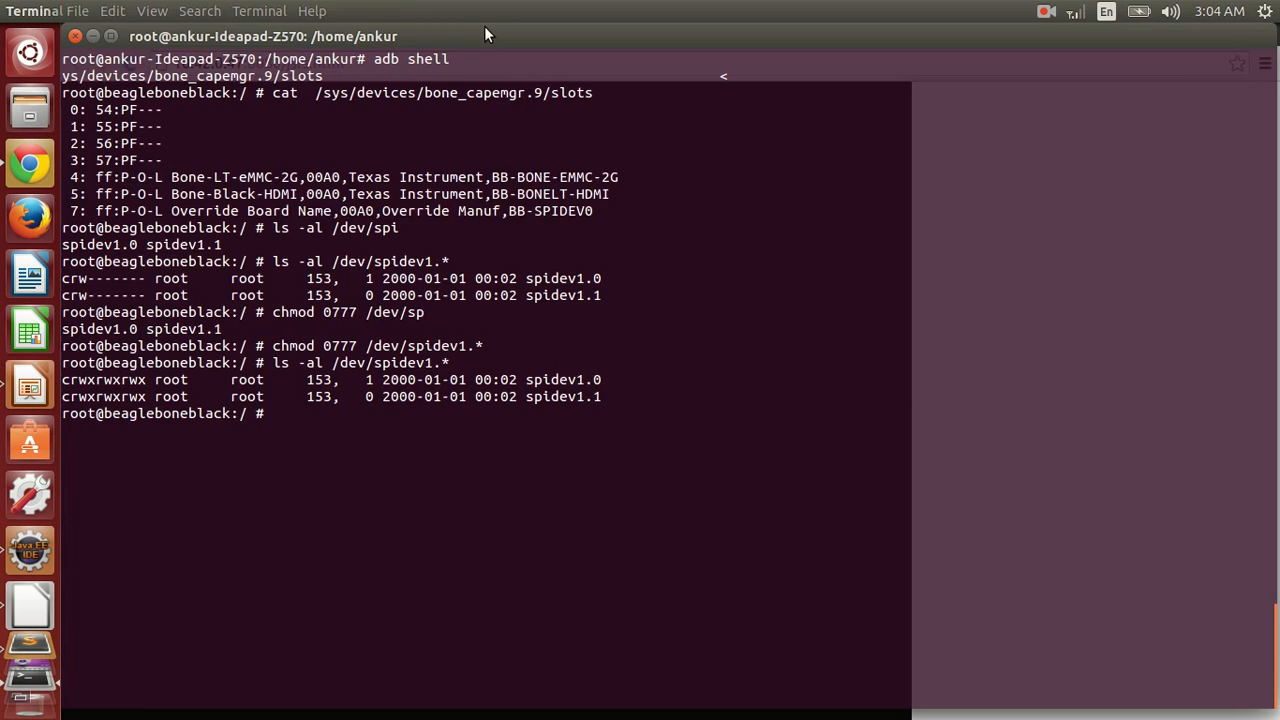 Terminal File Edit View Search Terminal Help En 3:04 AM
root@ankur-Ideapad-Z570: /home/ankur
root@ankur-Ideapad-Z570:/home/ankur# adb shell
ys/devices/bone_capemgr.9/slots <
root@beagleboneblack:/ # cat  /sys/devices/bone_capemgr.9/slots
0: 54:PF---
1: 55:PF---
2: 56:PF---
3: 57:PF---
4: ff:P-O-L Bone-LT-eMMC-2G,00A0,Texas Instrument,BB-BONE-EMMC-2G
5: ff:P-O-L Bone-Black-HDMI,00A0,Texas Instrument,BB-BONELT-HDMI
7: ff:P-O-L Override Board Name,00A0,Override Manuf,BB-SPIDEV0
root@beagleboneblack:/ # ls -al /dev/spi
spidev1.0 spidev1.1
root@beagleboneblack:/ # ls -al /dev/spidev1.*
crw------- root     root     153,   1 2000-01-01 00:02 spidev1.0
crw------- root     root     153,   0 2000-01-01 00:02 spidev1.1
root@beagleboneblack:/ # chmod 0777 /dev/sp
spidev1.0 spidev1.1
root@beagleboneblack:/ # chmod 0777 /dev/spidev1.*
root@beagleboneblack:/ # ls -al /dev/spidev1.*
crwxrwxrwx root     root     153,   1 2000-01-01 00:02 spidev1.0
crwxrwxrwx root     root     153,   0 2000-01-01 00:02 spidev1.1
root@beagleboneblack:/ #
Java EE
IDE